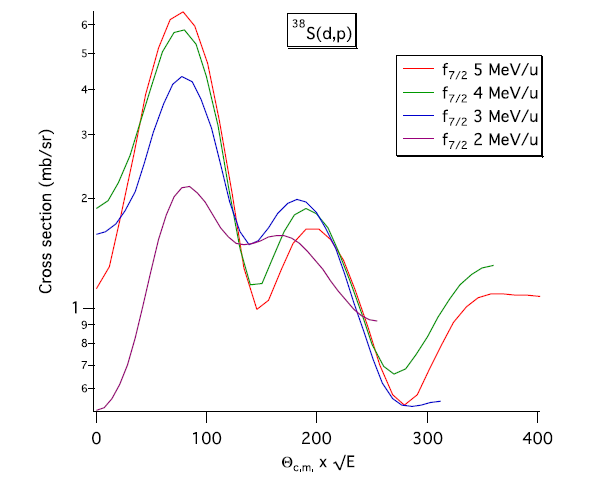 ³⁸S(d,p)
f₇/₂ 5 MeV/u
f₇/₂ 4 MeV/u
f₇/₂ 3 MeV/u
f₇/₂ 2 MeV/u
Cross section (mb/sr)
6
5
4
3
2
1
9
8
7
6
0 100 200 300 400
Θc,m, x √E